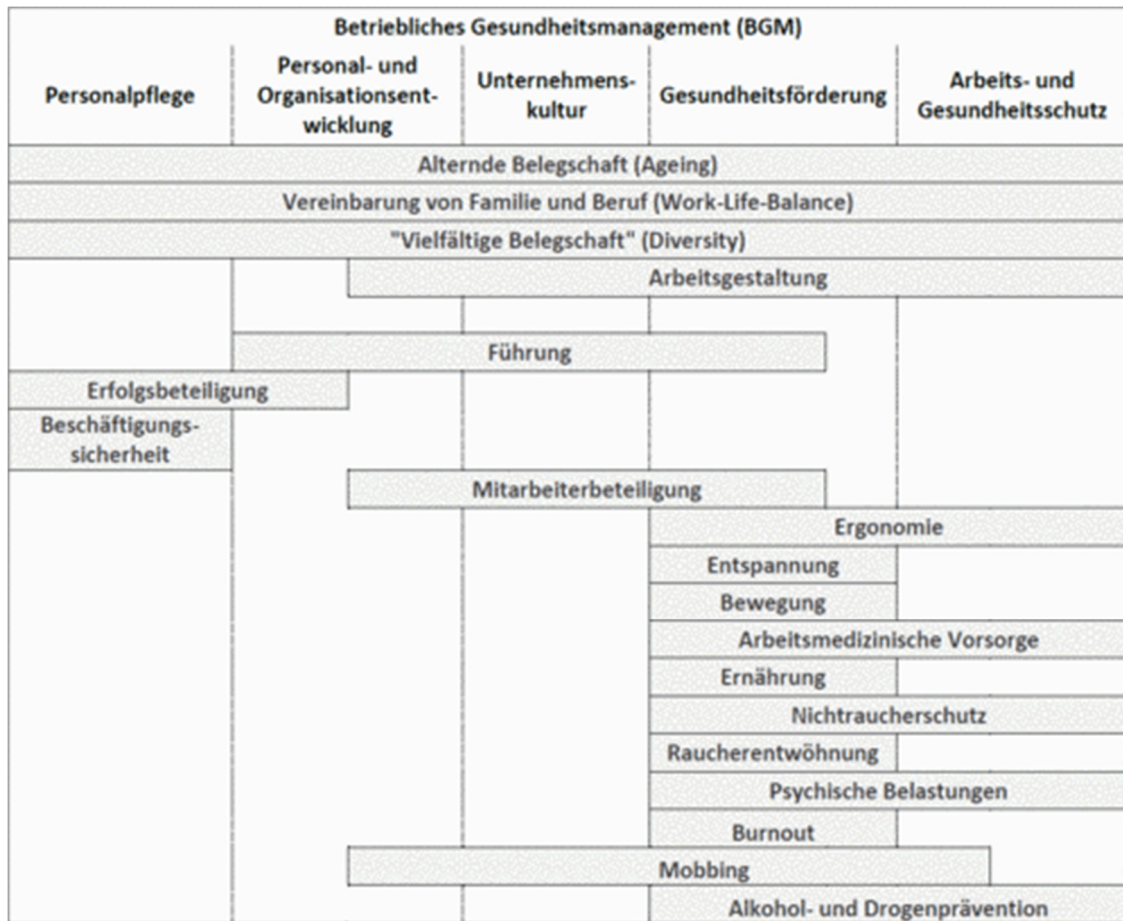 Betriebliches Gesundheitsmanagement (BGM)
Personalpflege
Personal- und
Organisationsent-
wicklung
Unternehmens-
kultur
Gesundheitsförderung
Arbeits- und
Gesundheitsschutz
Alternde Belegschaft (Ageing)
Vereinbarung von Familie und Beruf (Work-Life-Balance)
"Vielfältige Belegschaft" (Diversity)
Arbeitsgestaltung
Führung
Erfolgsbeteiligung
Beschäftigungs-
sicherheit
Mitarbeiterbeteiligung
Ergonomie
Entspannung
Bewegung
Arbeitsmedizinische Vorsorge
Ernährung
Nichtraucherschutz
Raucherentwöhnung
Psychische Belastungen
Burnout
Mobbing
Alkohol- und Drogenprävention